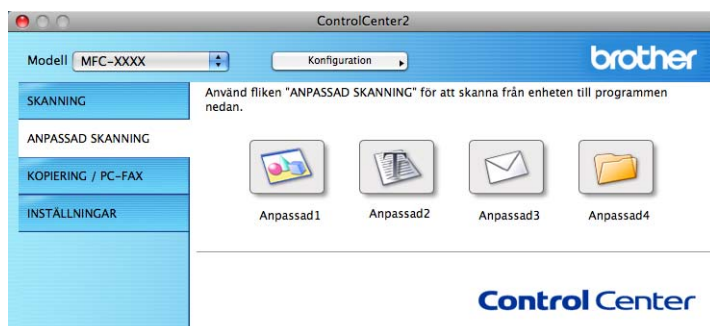 ControlCenter2
Modell MFC-XXXX Konfiguration brother
SKANNING
ANPASSAD SKANNING
KOPIERING / PC-FAX
INSTÄLLNINGAR
Använd fliken "ANPASSAD SKANNING" för att skanna från enheten till programmen
nedan.
Anpassad1 Anpassad2 Anpassad3 Anpassad4
Control Center